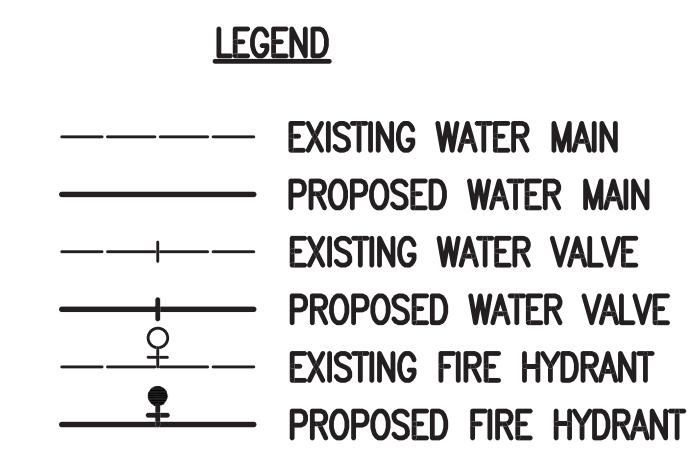 LEGEND
EXISTING WATER MAIN
PROPOSED WATER MAIN
EXISTING WATER VALVE
PROPOSED WATER VALVE
EXISTING FIRE HYDRANT
PROPOSED FIRE HYDRANT